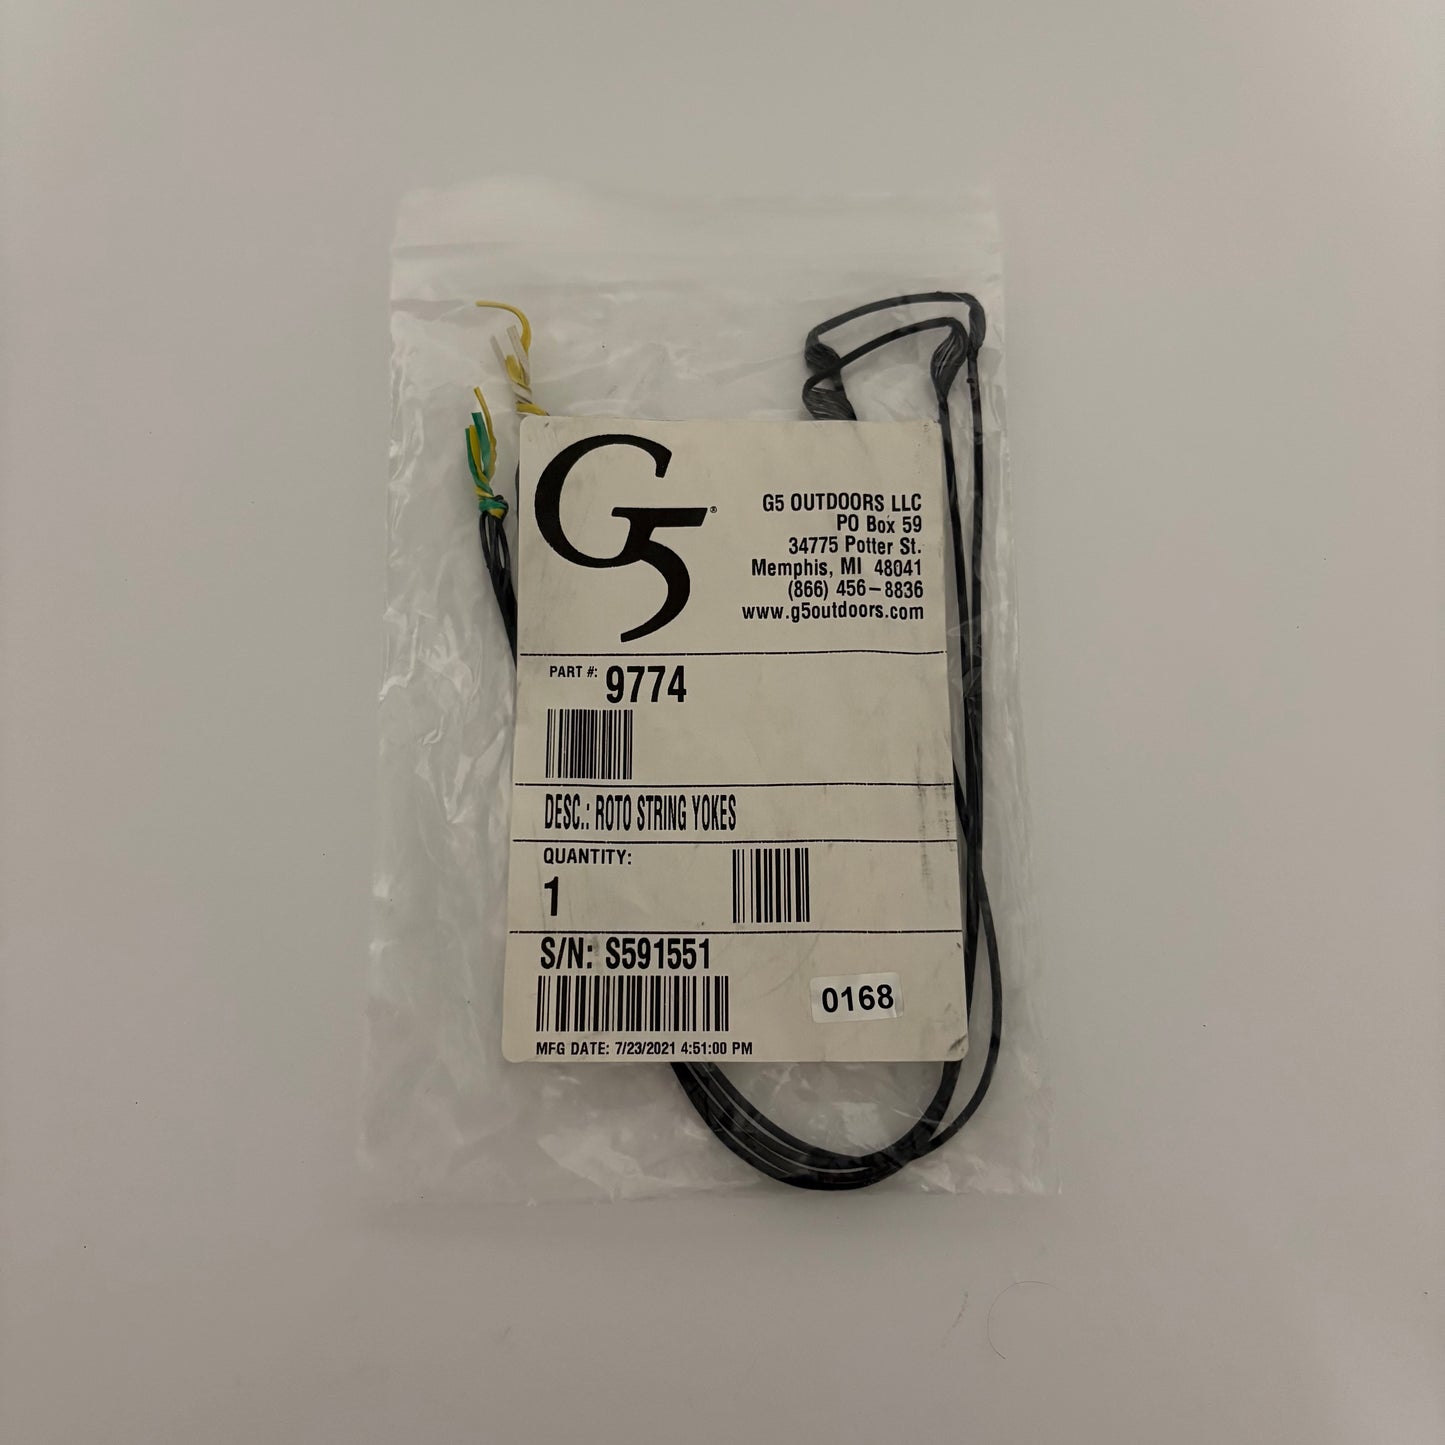 G5®
G5 OUTDOORS LLC
PO Box 59
34775 Potter St.
Memphis, MI 48041
(866) 456-8836
www.g5outdoors.com
PART #: 9774
DESC.: ROTO STRING YOKES
QUANTITY:
1
S/N: S591551
0168
MFG DATE: 7/23/2021 4:51:00 PM